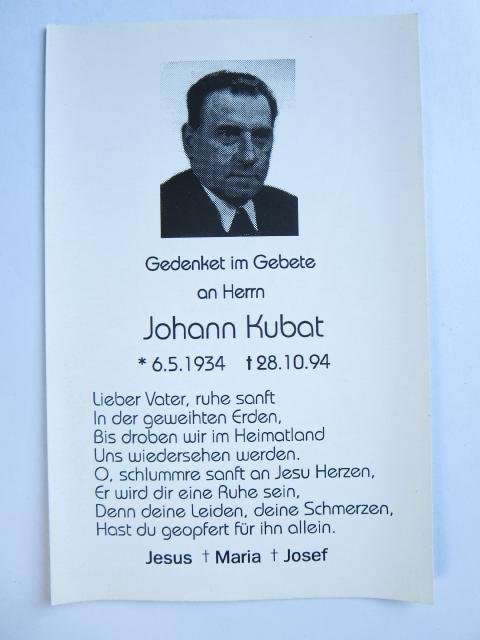 Gedenket im Gebete
an Herrn
Johann Kubat
* 6.5.1934 †28.10.94
Lieber Vater, ruhe sanft
In der geweihten Erden,
Bis droben wir im Heimatland
Uns wiedersehen werden.
O, schlummre sanft an Jesu Herzen,
Er wird dir eine Ruhe sein,
Denn deine Leiden, deine Schmerzen,
Hast du geopfert für ihn allein.
Jesus † Maria † Josef